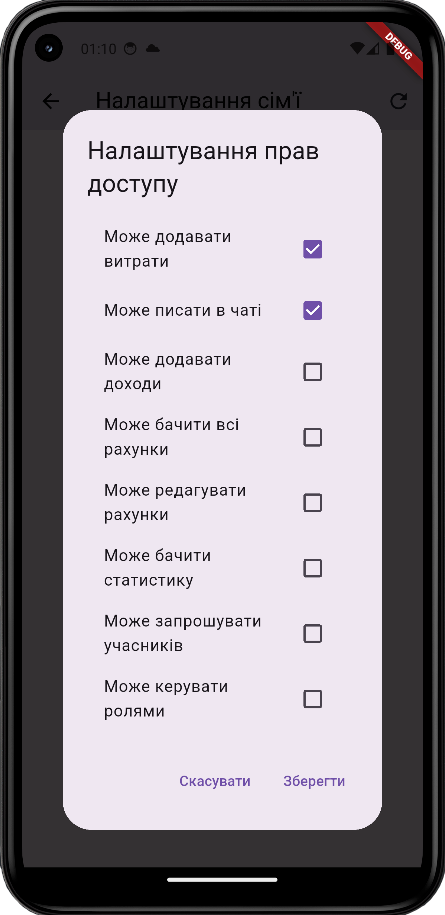 01:10
DEBUG
Налаштування сім'ї
Налаштування прав
доступу
Може додавати
витрати
Може писати в чаті
Може додавати
доходи
Може бачити всі
рахунки
Може редагувати
рахунки
Може бачити
статистику
Може запрошувати
учасників
Може керувати
ролями
Скасувати
Зберегти